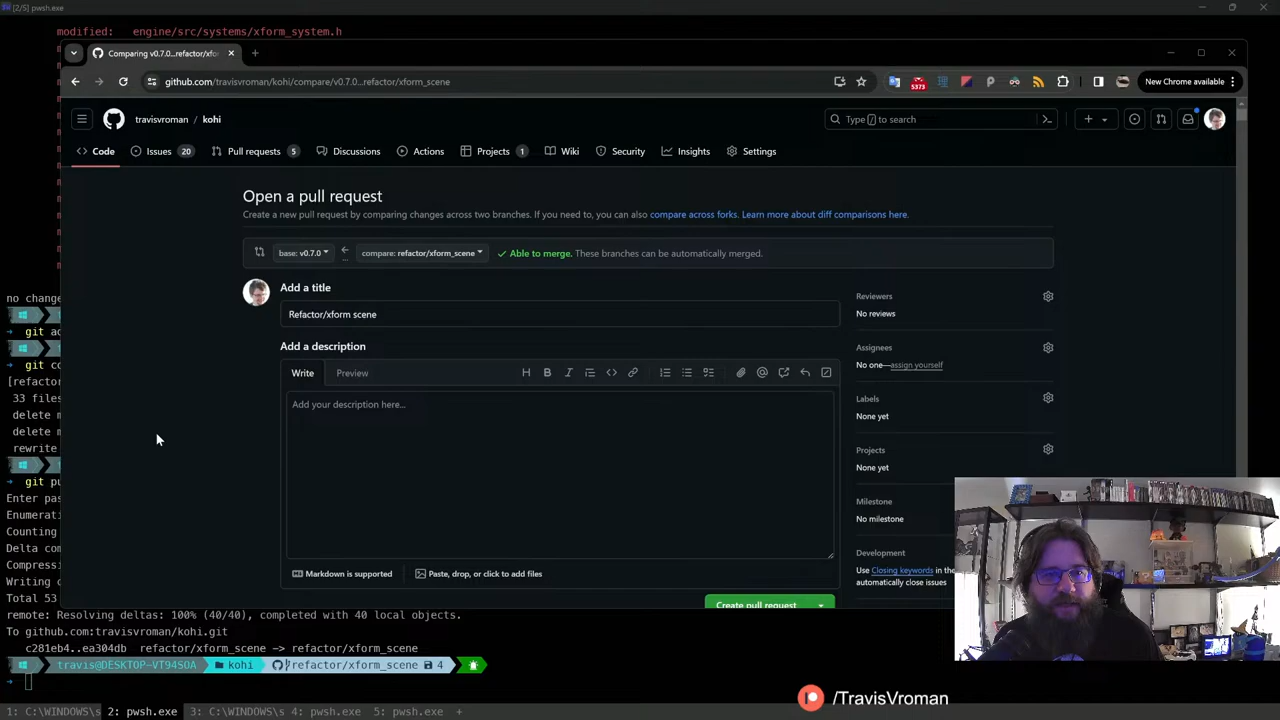 [2/5] pwsh.exe
modified: engine/src/systems/xform_system.h
Comparing v0.7.0...refactor/xfor
github.com/travisvroman/kohi/compare/v0.7.0...refactor/xform_scene
5373
New Chrome available
travisvroman / kohi
Type / to search
Code
Issues 20
Pull requests 5
Discussions
Actions
Projects 1
Wiki
Security
Insights
Settings
Open a pull request
Create a new pull request by comparing changes across two branches. If you need to, you can also compare across forks. Learn more about diff comparisons here.
base: v0.7.0
compare: refactor/xform_scene
Able to merge. These branches can be automatically merged.
Add a title
Refactor/xform scene
Add a description
Write
Preview
Add your description here...
Markdown is supported
Paste, drop, or click to add files
Create pull request
Reviewers
No reviews
Assignees
No one—assign yourself
Labels
None yet
Projects
None yet
Milestone
No milestone
Development
Use Closing keywords in the
automatically close issues
no chang
git ad
git co
[refactor
33 files
delete m
delete m
rewrite
git pu
Enter pas
Enumerati
Counting
Delta com
Compressi
Writing o
Total 53
remote: Resolving deltas: 100% (40/40), completed with 40 local objects.
To github.com:travisvroman/kohi.git
c281eb4..ea304db refactor/xform_scene -> refactor/xform_scene
travis@DESKTOP-VT94SOA
kohi
refactor/xform_scene 4
/TravisVroman
1: C:\WINDOWS\s 2: pwsh.exe 3: C:\WINDOWS\s 4: pwsh.exe 5: pwsh.exe +